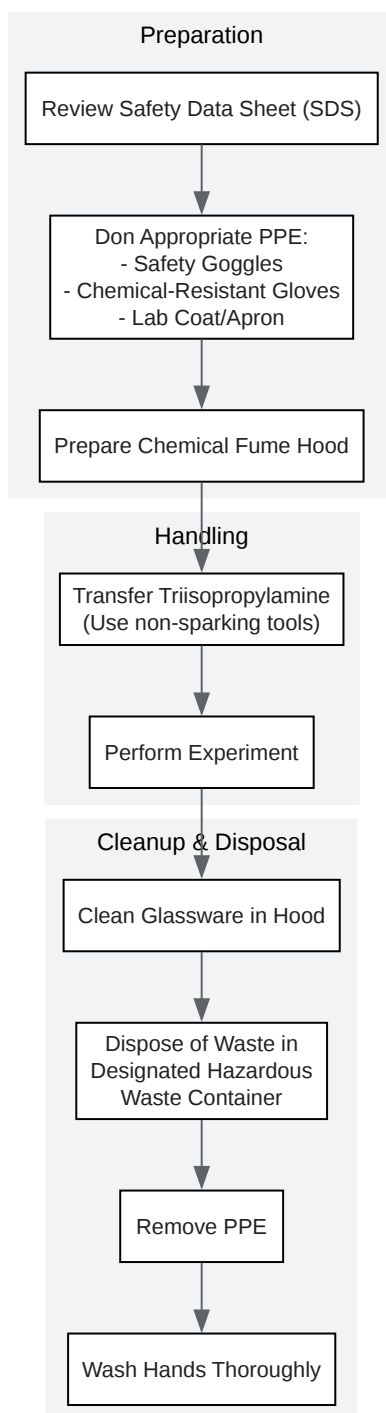 Preparation
Review Safety Data Sheet (SDS)
Don Appropriate PPE:
- Safety Goggles
- Chemical-Resistant Gloves
- Lab Coat/Apron
Prepare Chemical Fume Hood
Handling
Transfer Triisopropylamine
(Use non-sparking tools)
Perform Experiment
Cleanup & Disposal
Clean Glassware in Hood
Dispose of Waste in
Designated Hazardous
Waste Container
Remove PPE
Wash Hands Thoroughly